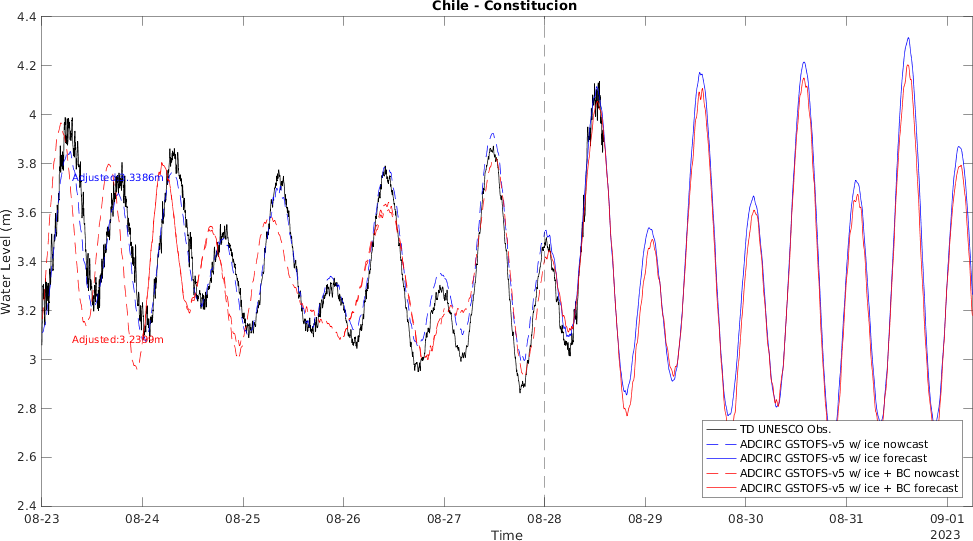 Chile - Constitucion
4.4
4.2
4
3.8
3.6
3.4
3.2
3
2.8
2.6
2.4
Water Level (m)
Adjusted:3.3386m
Adjusted:3.2399m
TD UNESCO Obs.
ADCIRC GSTOFS-v5 w/ ice nowcast
ADCIRC GSTOFS-v5 w/ ice forecast
ADCIRC GSTOFS-v5 w/ ice + BC nowcast
ADCIRC GSTOFS-v5 w/ ice + BC forecast
08-23 08-24 08-25 08-26 08-27 08-28 08-29 08-30 08-31 09-01
Time 2023